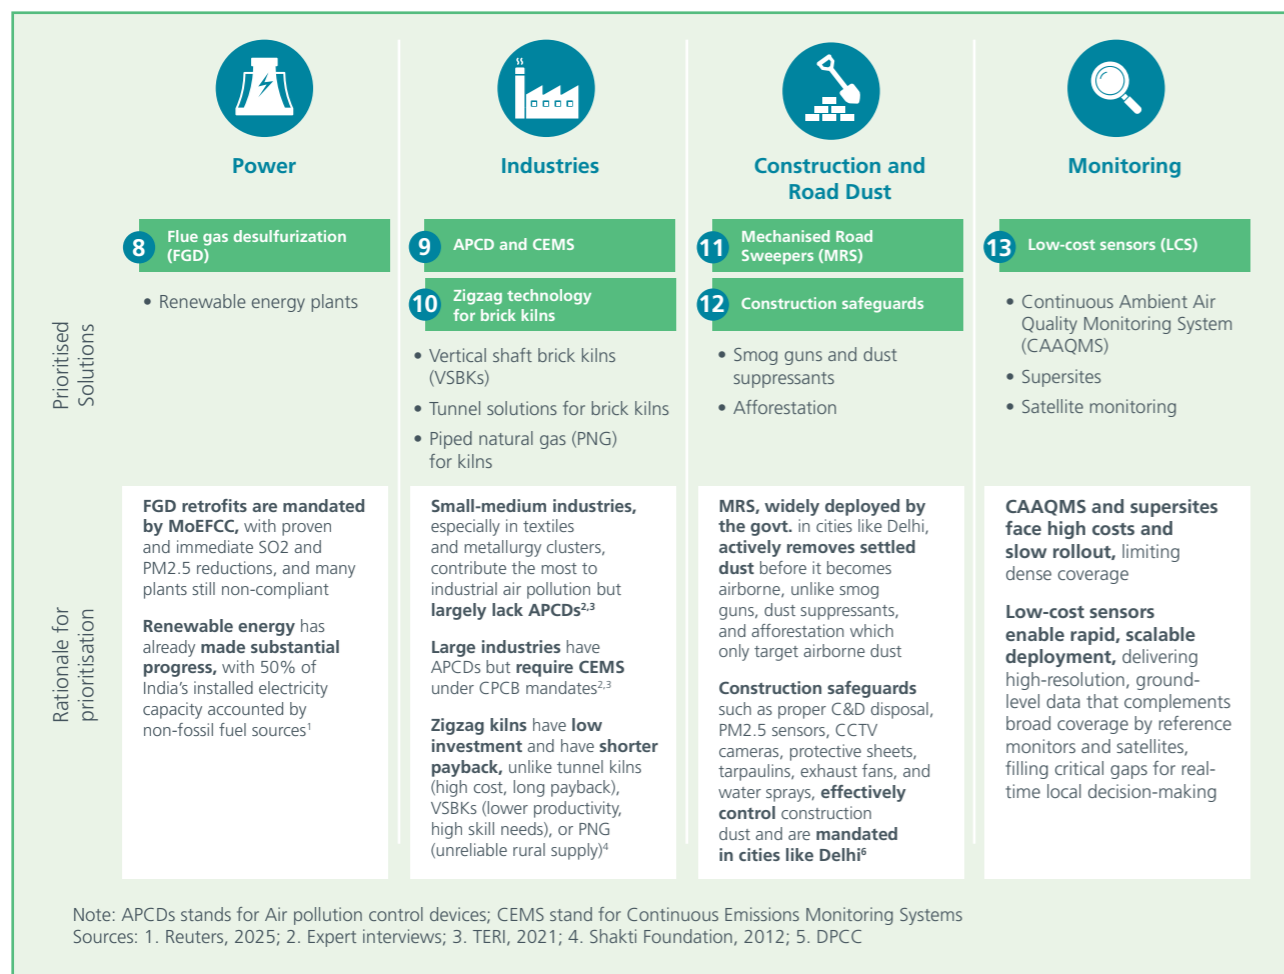 Power
Industries
Construction and
Road Dust
Monitoring
Prioritised
Solutions
8
Flue gas desulfurization
(FGD)
• Renewable energy plants
9
APCD and CEMS
10
Zigzag technology
for brick kilns
• Vertical shaft brick kilns
(VSBKs)
• Tunnel solutions for brick kilns
• Piped natural gas (PNG)
for kilns
11
Mechanised Road
Sweepers (MRS)
12
Construction safeguards
• Smog guns and dust
suppressants
• Afforestation
13
Low-cost sensors (LCS)
• Continuous Ambient Air
Quality Monitoring System
(CAAQMS)
• Supersites
• Satellite monitoring
Rationale for
prioritisation
FGD retrofits are mandated
by MoEFCC, with proven
and immediate SO2 and
PM2.5 reductions, and many
plants still non-compliant
Renewable energy has
already made substantial
progress, with 50% of
India's installed electricity
capacity accounted by
non-fossil fuel sources1
Small-medium industries,
especially in textiles
and metallurgy clusters,
contribute the most to
industrial air pollution but
largely lack APCDs2,3
Large industries have
APCDs but require CEMS
under CPCB mandates2,3
Zigzag kilns have low
investment and have shorter
payback, unlike tunnel kilns
(high cost, long payback),
VSBKs (lower productivity,
high skill needs), or PNG
(unreliable rural supply)4
MRS, widely deployed by
the govt. in cities like Delhi,
actively removes settled
dust before it becomes
airborne, unlike smog
guns, dust suppressants,
and afforestation which
only target airborne dust
Construction safeguards
such as proper C&D disposal,
PM2.5 sensors, CCTV
cameras, protective sheets,
tarpaulins, exhaust fans, and
water sprays, effectively
control construction
dust and are mandated
in cities like Delhi6
CAAQMS and supersites
face high costs and
slow rollout, limiting
dense coverage
Low-cost sensors
enable rapid, scalable
deployment, delivering
high-resolution, ground-
level data that complements
broad coverage by reference
monitors and satellites,
filling critical gaps for real-
time local decision-making
Note: APCDs stands for Air pollution control devices; CEMS stand for Continuous Emissions Monitoring Systems
Sources: 1. Reuters, 2025; 2. Expert interviews; 3. TERI, 2021; 4. Shakti Foundation, 2012; 5. DPCC